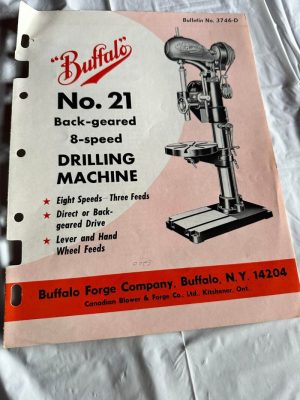 Bulletin No. 3746-D
"Buffalo"
No. 21
Back-geared
8-speed
DRILLING
MACHINE
★ Eight Speeds—Three Feeds
★ Direct or Back-
geared Drive
★ Lever and Hand
Wheel Feeds
Buffalo Forge Company, Buffalo, N.Y. 14204
Canadian Blower & Forge Co., Ltd. Kitchener, Ont.